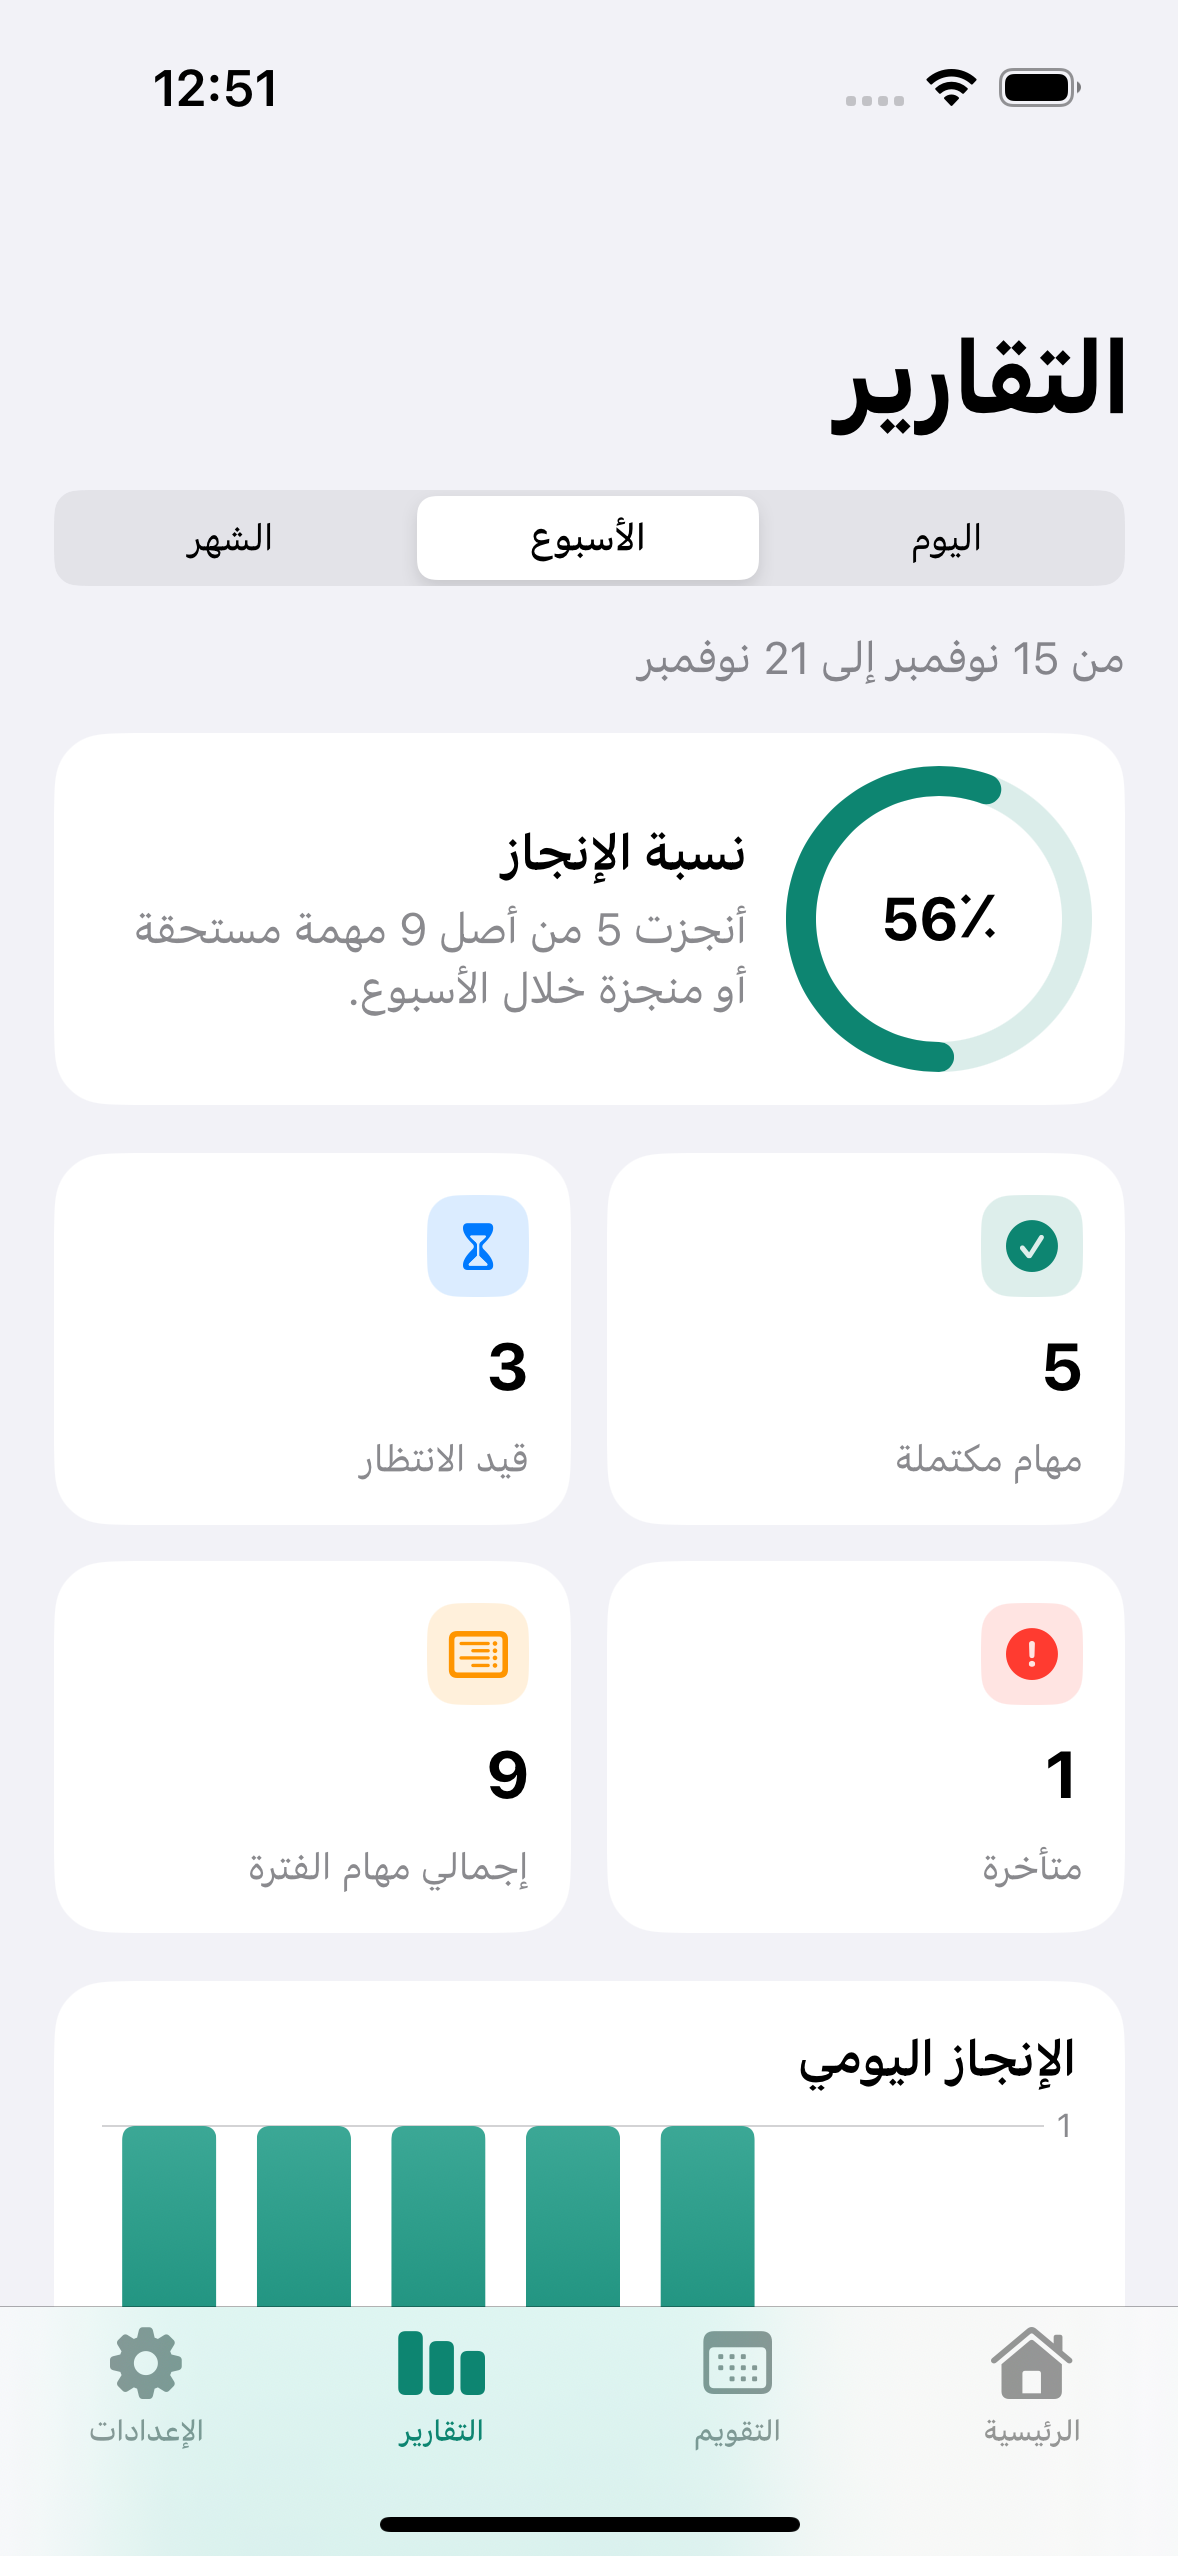 12:51
التقارير
اليوم
الأسبوع
الشهر
من 15 نوفمبر إلى 21 نوفمبر
56٪
نسبة الإنجاز
أنجزت 5 من أصل 9 مهمة مستحقة
أو منجزة خلال الأسبوع.
5
مهام مكتملة
3
قيد الانتظار
1
متأخرة
9
إجمالي مهام الفترة
الإنجاز اليومي
1
الرئيسية
التقويم
التقارير
الإعدادات